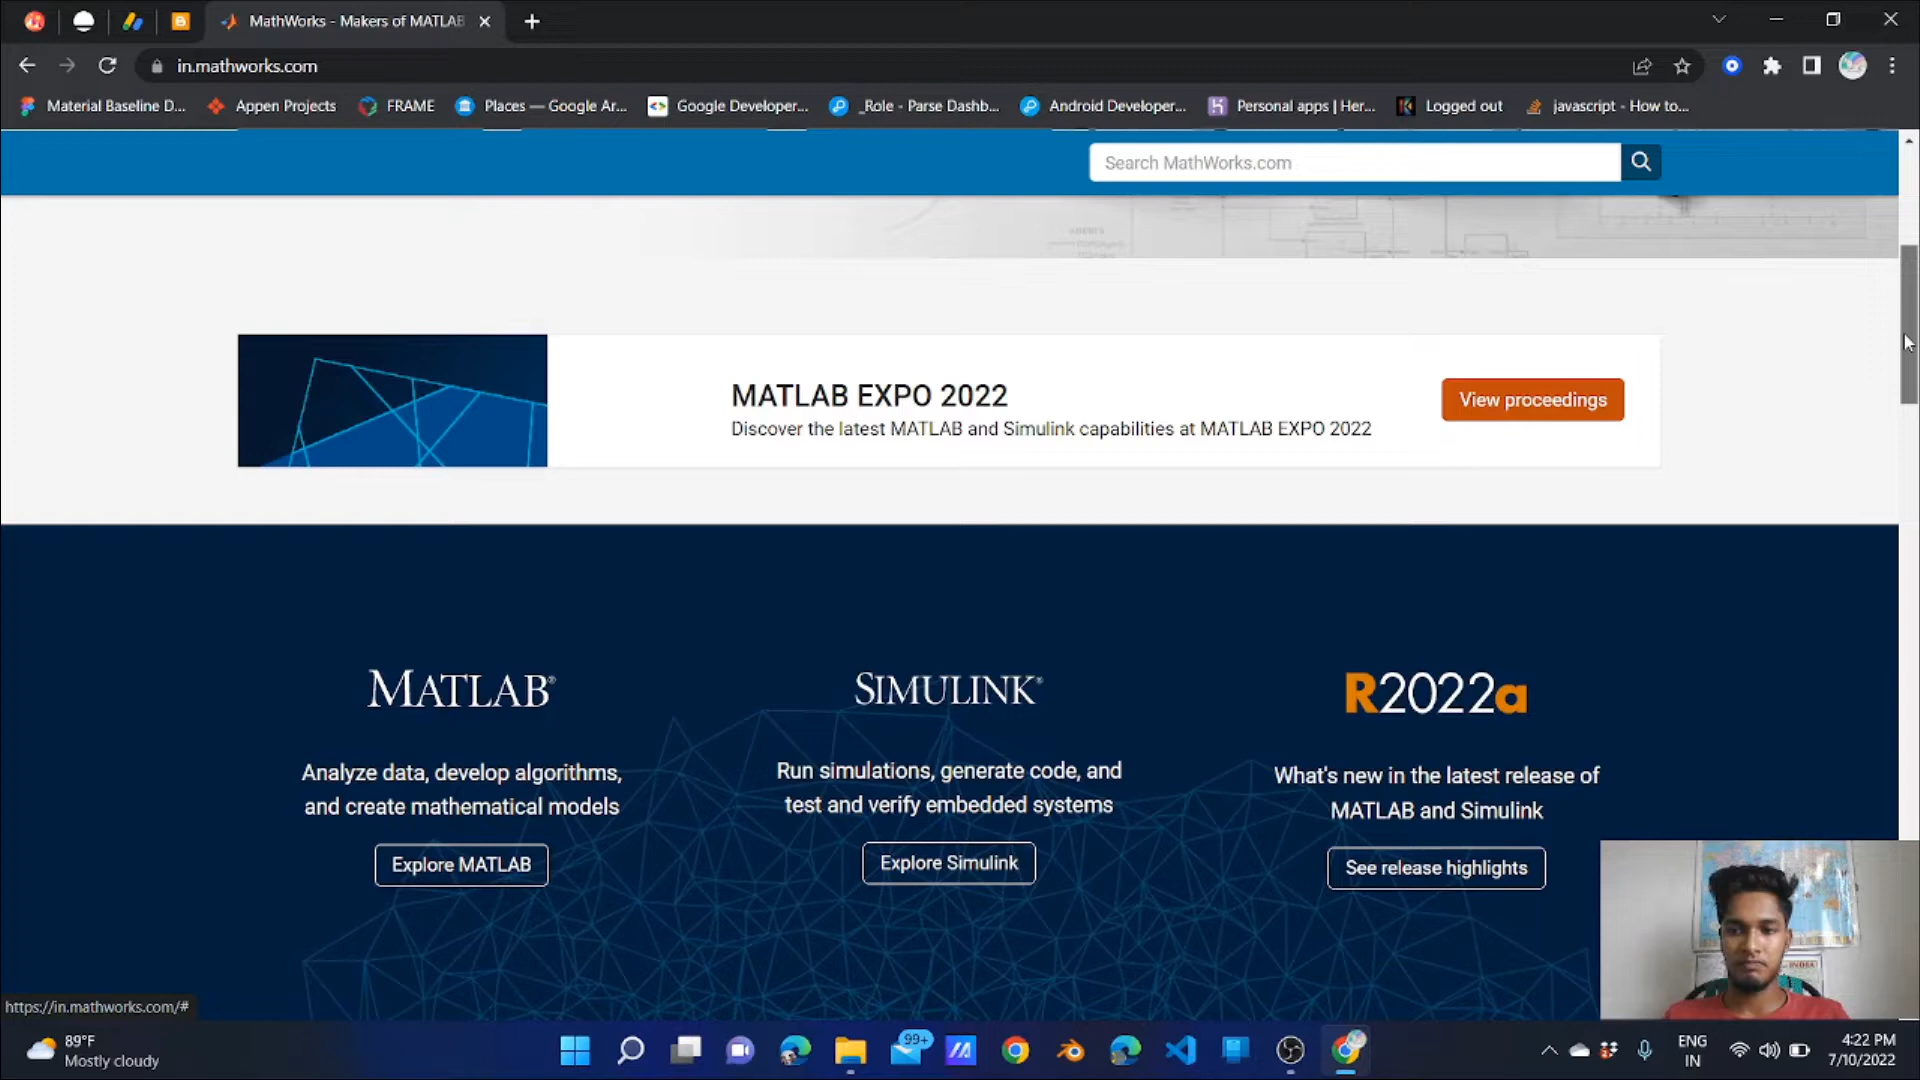 MathWorks - Makers of MATLAB
in.mathworks.com
Material Baseline D...
Appen Projects
FRAME
Places — Google Ar...
Google Developer...
_Role - Parse Dashb...
Android Developer...
Personal apps | Her...
Logged out
javascript - How to...
Search MathWorks.com
MATLAB EXPO 2022
Discover the latest MATLAB and Simulink capabilities at MATLAB EXPO 2022
View proceedings
MATLAB®
Analyze data, develop algorithms,
and create mathematical models
Explore MATLAB
SIMULINK®
Run simulations, generate code, and
test and verify embedded systems
Explore Simulink
R2022a
What's new in the latest release of
MATLAB and Simulink
See release highlights
INDIA
https://in.mathworks.com/#
89°F
Mostly cloudy
99+
ENG
IN
4:22 PM
7/10/2022